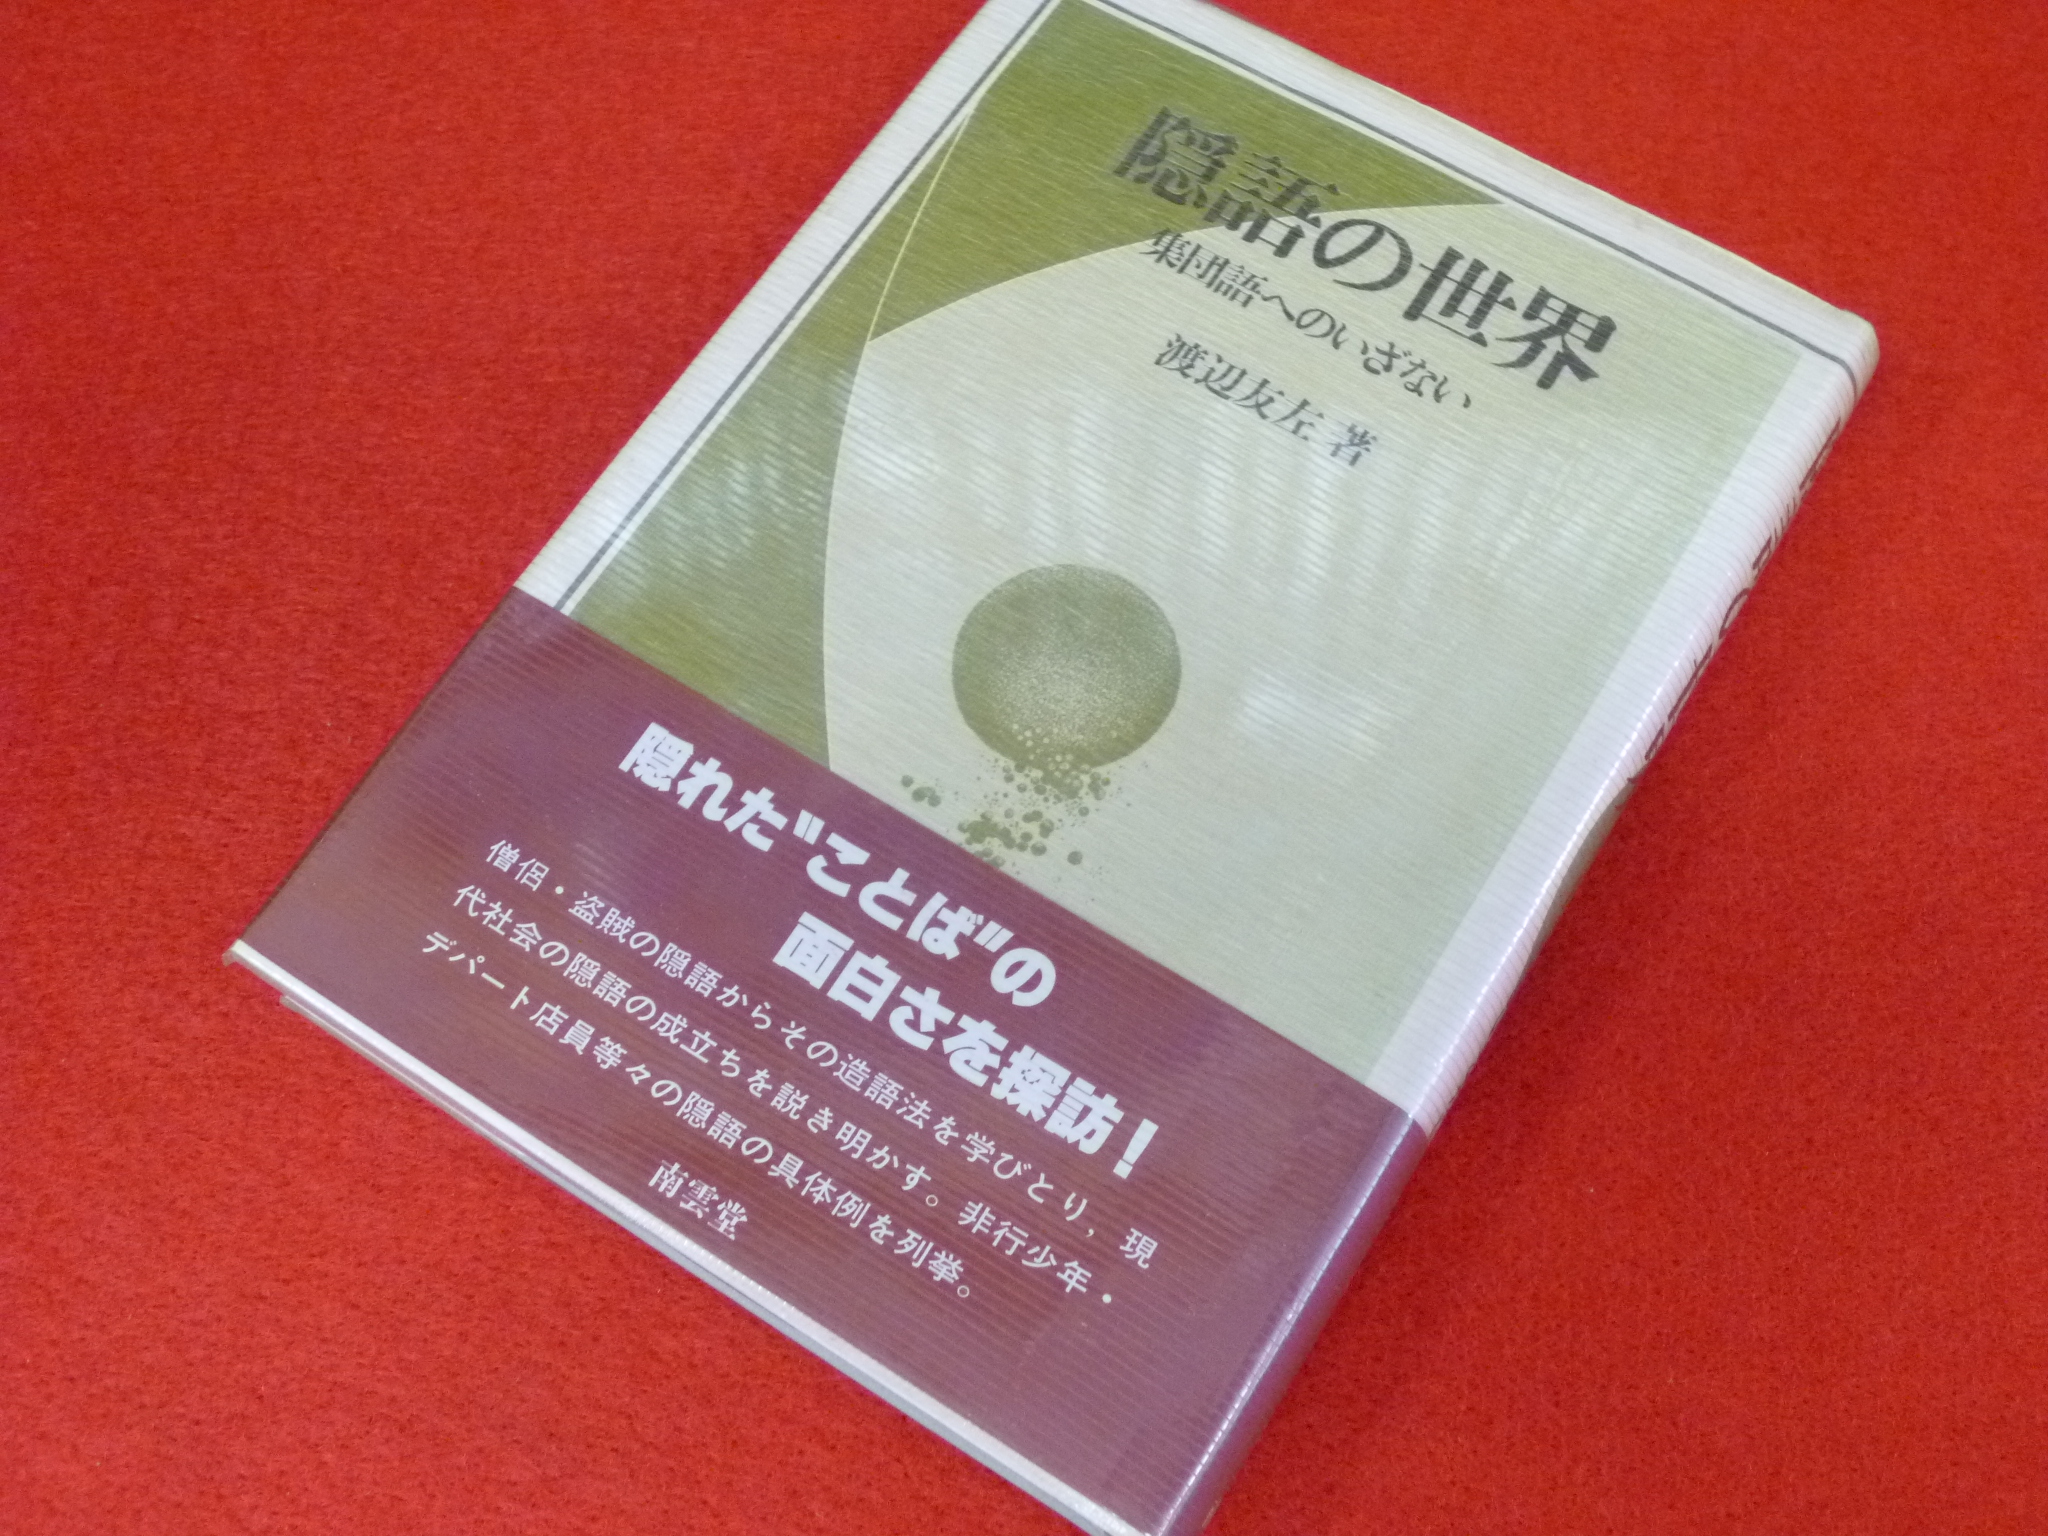 隠語の世界
集団語へのいざない
渡辺友左 著
隠れた"ことば"の
面白さを探訪！
僧侶・盗賊の隠語からその造語法を学びとり，現
代社会の隠語の成立ちを説き明かす。非行少年・
デパート店員等々の隠語の具体例を列挙。
南雲堂